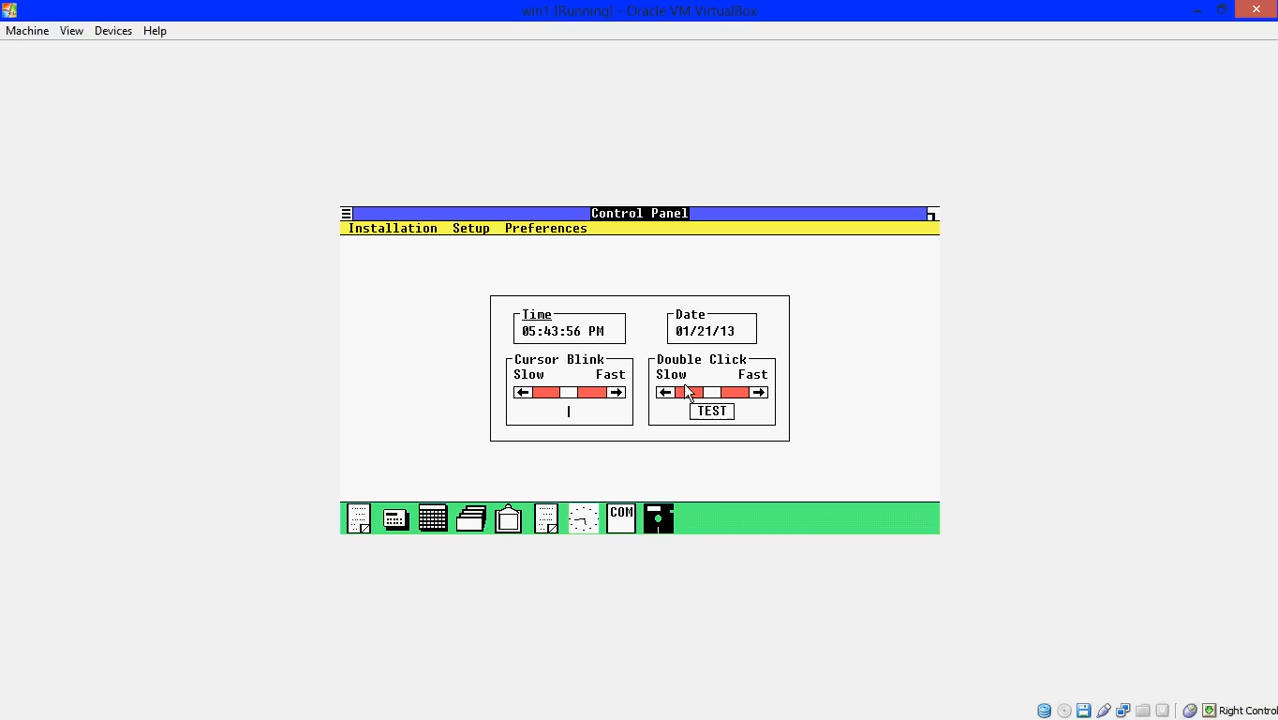 win1 [Running] - Oracle VM VirtualBox
Machine View Devices Help
Control Panel
Installation Setup Preferences
Time Date
05:43:56 PM 01/21/13
Cursor Blink Double Click
Slow Fast Slow Fast
TEST
COM
Right Control